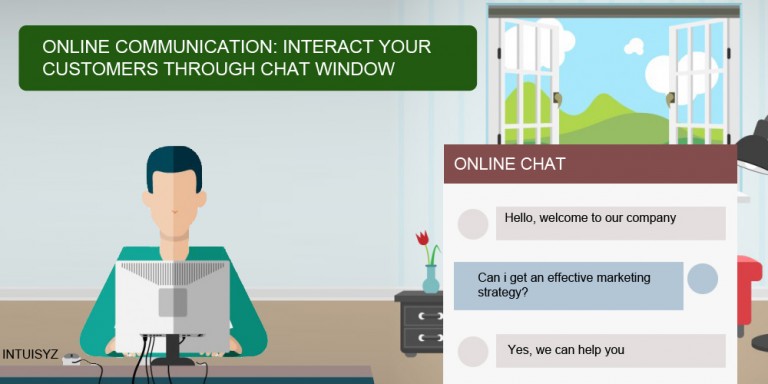 ONLINE COMMUNICATION: INTERACT YOUR
CUSTOMERS THROUGH CHAT WINDOW
ONLINE CHAT
Hello, welcome to our company
Can i get an effective marketing
strategy?
Yes, we can help you
INTUISYZ